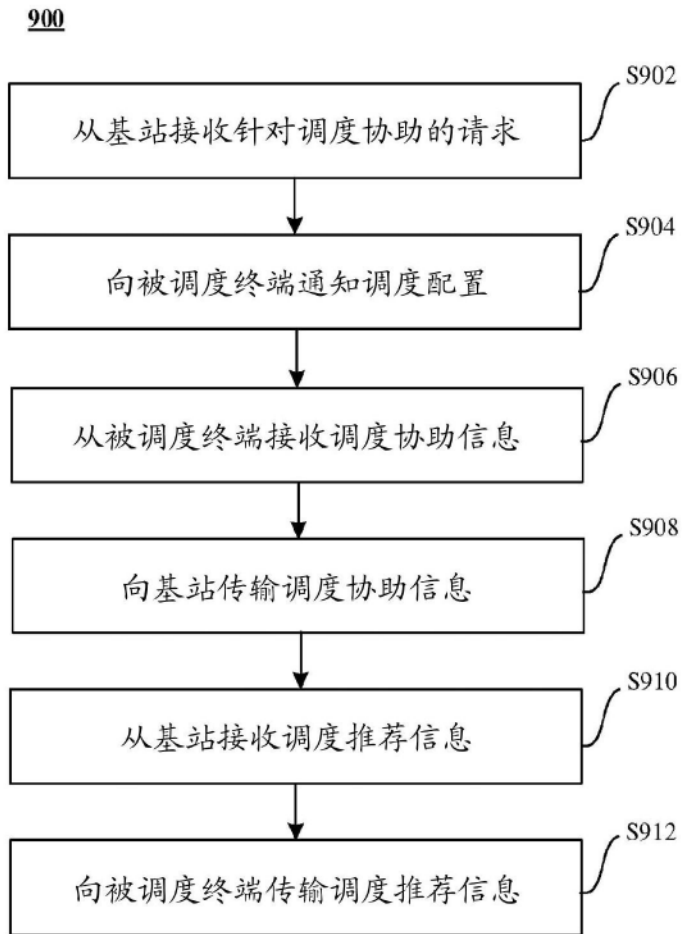 900
S902
从基站接收针对调度协助的请求
S904
向被调度终端通知调度配置
S906
从被调度终端接收调度协助信息
S908
向基站传输调度协助信息
S910
从基站接收调度推荐信息
S912
向被调度终端传输调度推荐信息